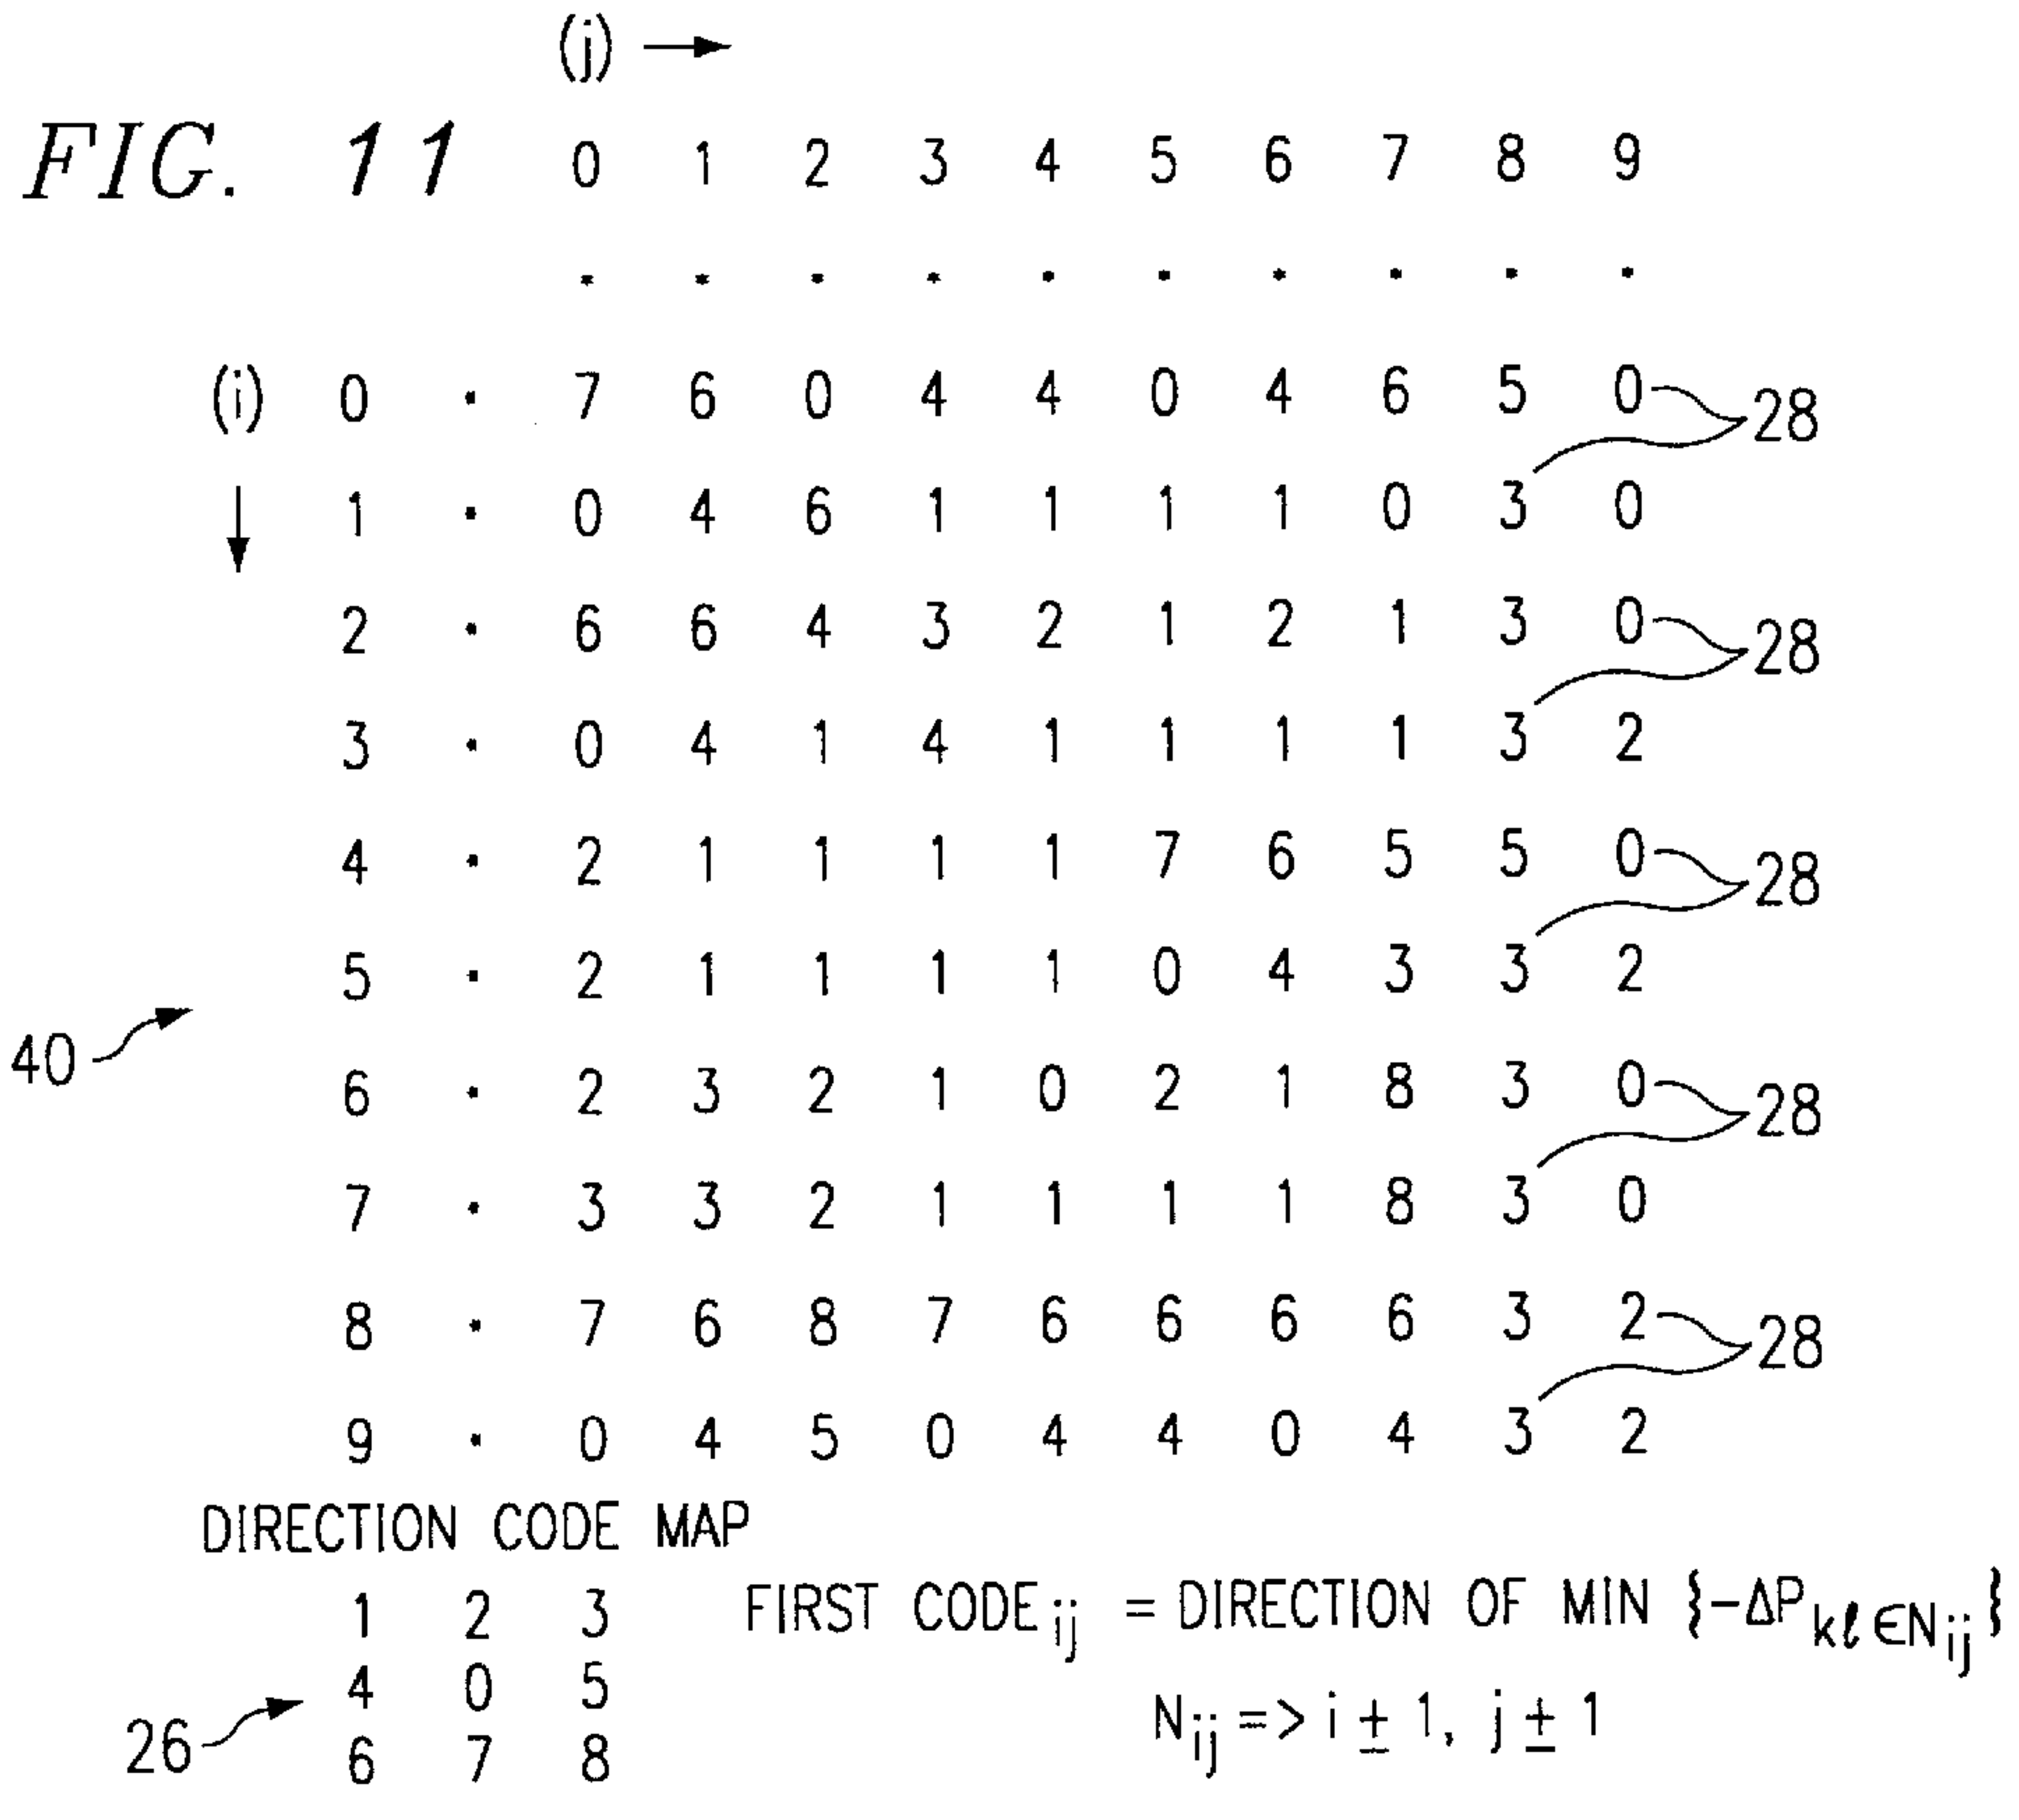 (j)
FIG. 11 0 1 2 3 4 5 6 7 8 9
. . . . . . . . . .
(i) 0 . 7 6 0 4 4 0 4 6 5 0 28
1 . 0 4 6 1 1 1 1 0 3 0
2 . 6 6 4 3 2 1 2 1 3 0 28
3 . 0 4 1 4 1 1 1 1 3 2
4 . 2 1 1 1 1 7 6 5 5 0 28
5 . 2 1 1 1 1 0 4 3 3 2
40
6 . 2 3 2 1 0 2 1 8 3 0 28
7 . 3 3 2 1 1 1 1 8 3 0
8 . 7 6 8 7 6 6 6 6 3 2 28
9 . 0 4 5 0 4 4 0 4 3 2
DIRECTION CODE MAP
1 2 3
4 0 5
6 7 8
26
FIRST CODE ij = DIRECTION OF MIN {-ΔP kℓ ∈N ij }
N ij => i ± 1, j ± 1